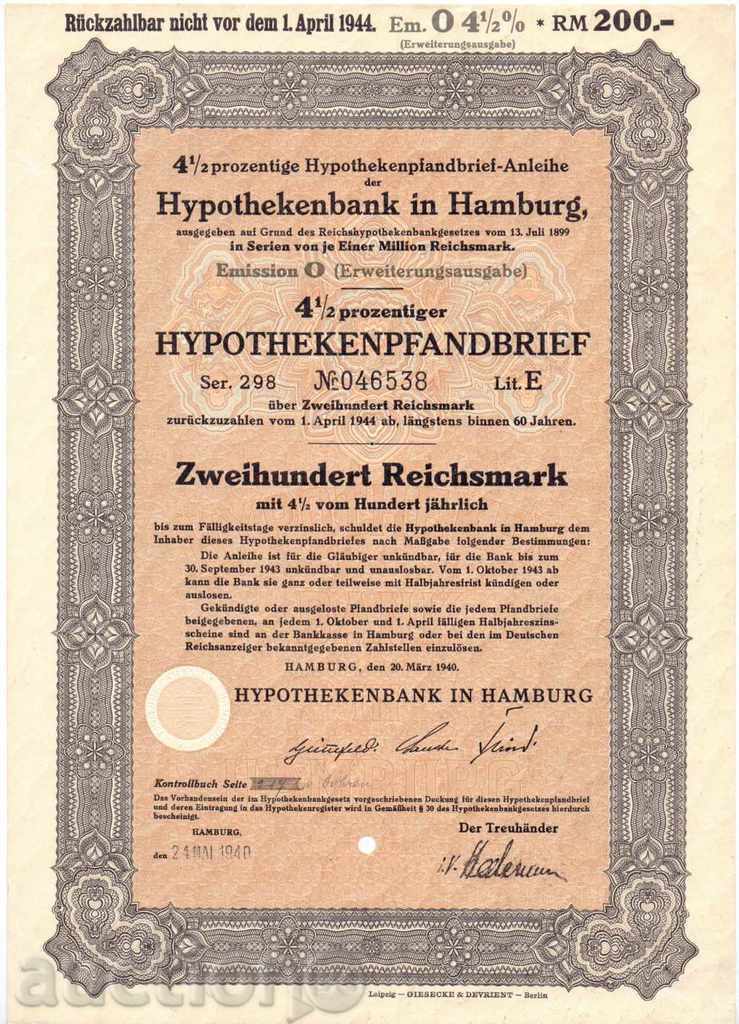 Rückzahlbar nicht vor dem 1. April 1944. Em. O 4½% * RM 200.-
(Erweiterungsausgabe)
4½ prozentige Hypothekenpfandbrief-Anleihe
der
Hypothekenbank in Hamburg,
ausgegeben auf Grund des Reichshypothekenbankgesetzes vom 13. Juli 1899
in Serien von je Einer Million Reichsmark.
Emission O (Erweiterungsausgabe)
4½ prozentiger
HYPOTHEKENPFANDBRIEF
Ser. 298 № 046538 Lit. E
über Zweihundert Reichsmark
zurückzuzahlen vom 1. April 1944 ab, längstens binnen 60 Jahren.
Zweihundert Reichsmark
mit 4½ vom Hundert jährlich
bis zum Fälligkeitstage verzinslich, schuldet die Hypothekenbank in Hamburg dem
Inhaber dieses Hypothekenpfandbriefes nach Maßgabe folgender Bestimmungen:
Die Anleihe ist für die Gläubiger unkündbar, für die Bank bis zum
30. September 1943 unkündbar und unauslosbar. Vom 1. Oktober 1943 ab
kann die Bank sie ganz oder teilweise mit Halbjahresfrist kündigen oder
auslosen.
Gekündigte oder ausgeloste Pfandbriefe sowie die jedem Pfandbriefe
beigegebenen, an jedem 1. Oktober und 1. April fälligen Halbjahreszins-
scheine sind an der Bankkasse in Hamburg oder bei den im Deutschen
Reichsanzeiger bekanntgegebenen Zahlstellen einzulösen.
HAMBURG, den 20. März 1940.
HYPOTHEKENBANK IN HAMBURG
Kontrollbuch Seite
Das Vorhandensein der im Hypothekenbankgesetz vorgeschriebenen Deckung für diesen Hypothekenpfandbrief
und deren Eintragung in das Hypothekenregister wird in Gemäßheit § 30 des Hypothekenbankgesetzes hierdurch
bescheinigt.
HAMBURG,
Der Treuhänder
den 24 MAI 1940
i.V.
Leipzig — GIESECKE & DEVRIENT — Berlin